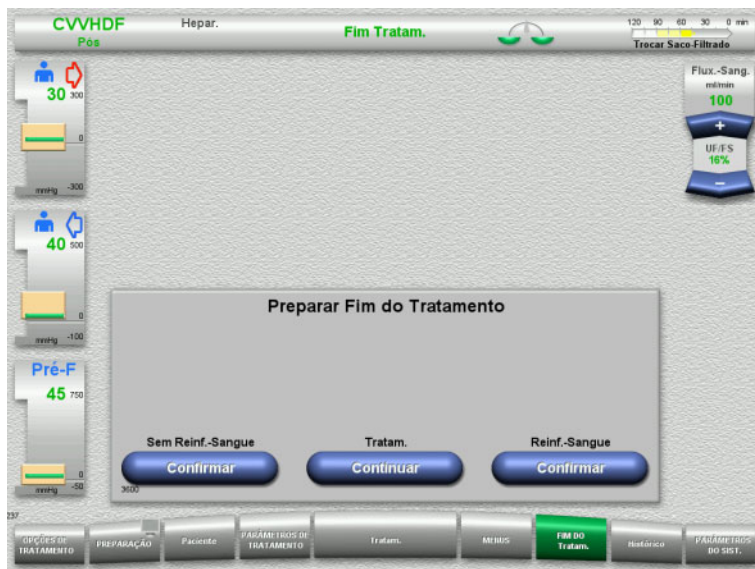 CVVHDF
Pós
Hepar.
Fim Tratam.
120 90 60 30 0 min
Trocar Saco-Filtrado
30
300
0
mmHg -300
40
500
0
mmHg -100
Pré-F
45
750
0
mmHg -50
Flux.-Sang.
ml/min
100
+
UF/FS
16%
−
Preparar Fim do Tratamento
Sem Reinf.-Sangue
Confirmar
Tratam.
Continuar
Reinf.-Sangue
Confirmar
3600
237
OPÇÕES DE TRATAMENTO
PREPARAÇÃO
Paciente
PARÂMETROS DE TRATAMENTO
Tratam.
MENUS
FIM DO Tratam.
Histórico
PARÂMETROS DO SIST.